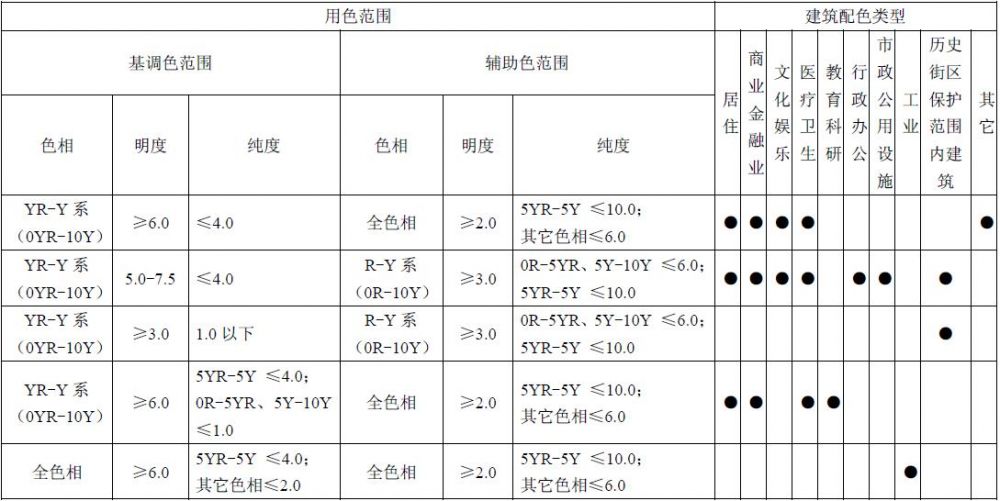 用色范围 建筑配色类型
基调色范围 辅助色范围 居住 商业金融业 文化娱乐 医疗卫生 教育科研 行政办公 市政公用设施 工业 历史街区保护范围内建筑 其它
色相 明度 纯度 色相 明度 纯度
YR-Y 系 5YR-5Y ≤10.0；
（0YR-10Y） ≥6.0 ≤4.0 全色相 ≥2.0 其它色相≤6.0 ● ● ● ● ●
YR-Y 系 R-Y 系 0R-5YR、5Y-10Y ≤6.0；
（0YR-10Y） 5.0-7.5 ≤4.0 （0R-10Y） ≥3.0 5YR-5Y ≤10.0 ● ● ● ● ● ● ●
YR-Y 系 R-Y 系 0R-5YR、5Y-10Y ≤6.0；
（0YR-10Y） ≥3.0 1.0 以下 （0R-10Y） ≥3.0 5YR-5Y ≤10.0 ●
YR-Y 系 5YR-5Y ≤4.0； 5YR-5Y ≤10.0；
（0YR-10Y） ≥6.0 0R-5YR、5Y-10Y 全色相 ≥2.0 其它色相≤6.0 ● ● ● ●
≤1.0
全色相 ≥6.0 5YR-5Y ≤4.0； 全色相 ≥2.0 5YR-5Y ≤10.0； ●
其它色相≤2.0 其它色相≤6.0